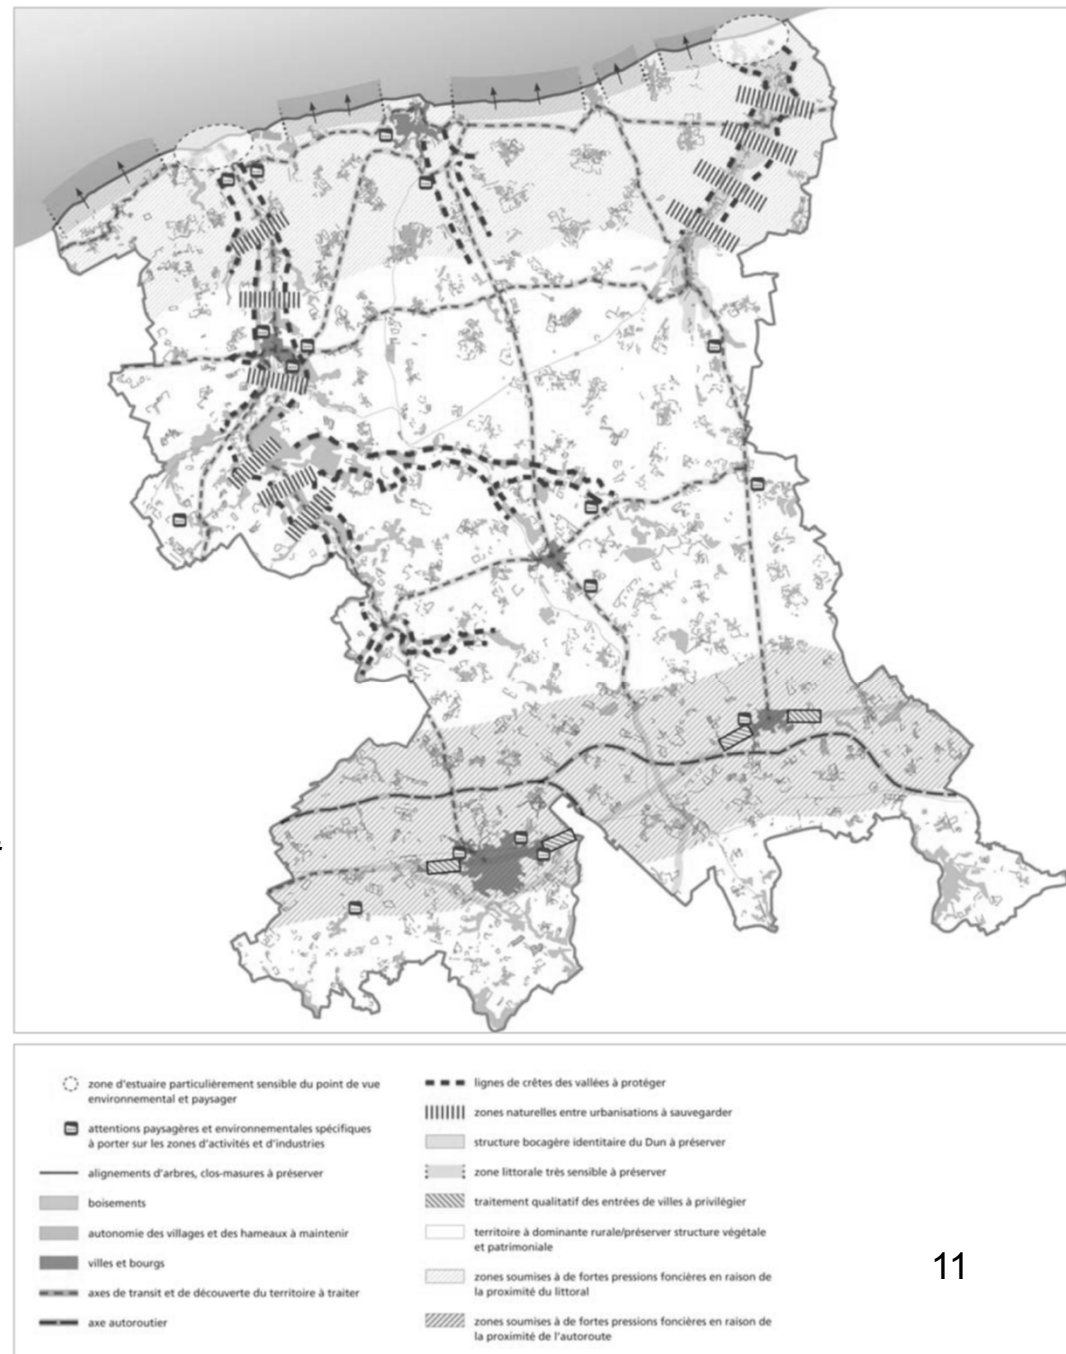 zone d'estuaire particulièrement sensible du point de vue
environnemental et paysager
attentions paysagères et environnementales spécifiques
à porter sur les zones d'activités et d'industries
alignements d'arbres, clos-masures à préserver
boisements
autonomie des villages et des hameaux à maintenir
villes et bourgs
axes de transit et de découverte du territoire à traiter
axe autoroutier
lignes de crêtes des vallées à protéger
zones naturelles entre urbanisations à sauvegarder
structure bocagère identitaire du Dun à préserver
zone littorale très sensible à préserver
traitement qualitatif des entrées de villes à privilégier
territoire à dominante rurale/préserver structure végétale
et patrimoniale
zones soumises à de fortes pressions foncières en raison de
la proximité du littoral
zones soumises à de fortes pressions foncières en raison de
la proximité de l'autoroute
11